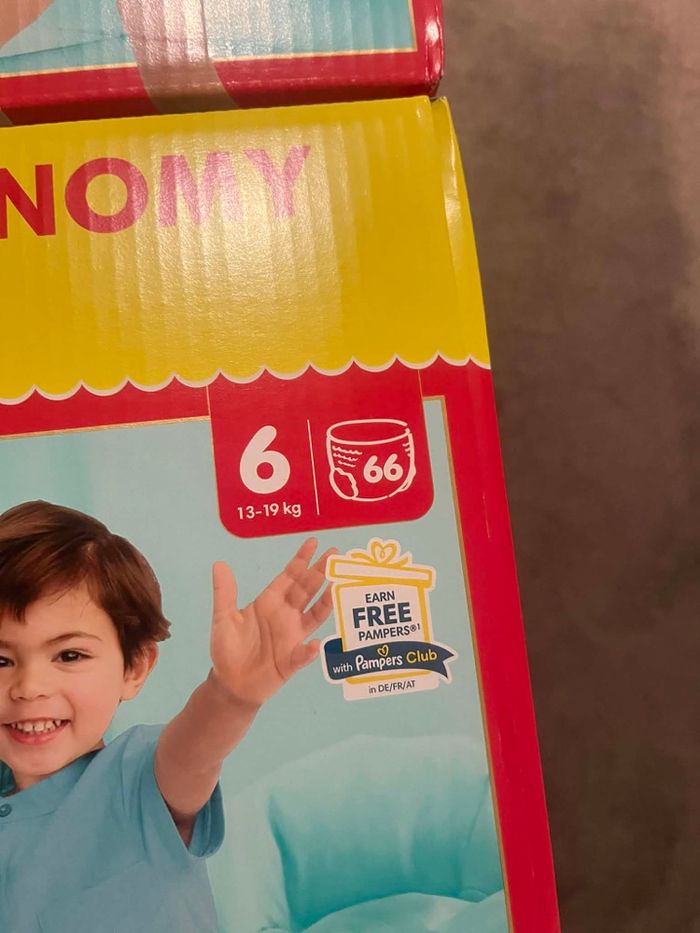 NOMY
6
66
13-19 kg
EARN
FREE
PAMPERS®¹
with Pampers Club
in DE/FR/AT